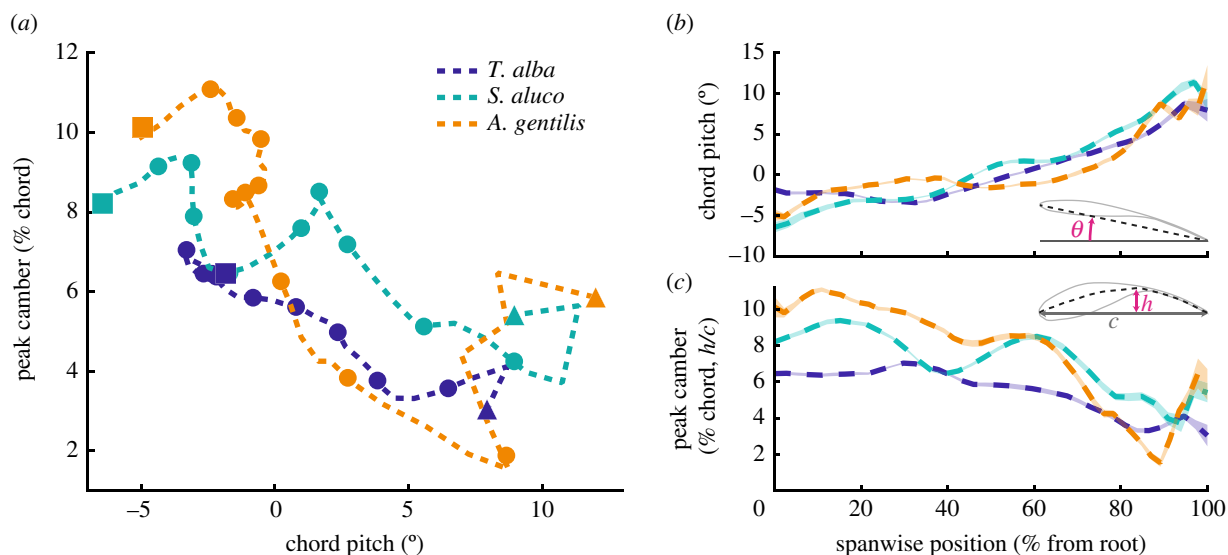 (a)
12
10
8
6
4
2
peak camber (% chord)
−5
0
5
10
chord pitch (º)
T. alba
S. aluco
A. gentilis
(b)
15
10
5
0
−5
−10
chord pitch (º)
θ
(c)
10
8
6
4
2
peak camber
(% chord, h/c)
h
c
0
20
40
60
80
100
spanwise position (% from root)